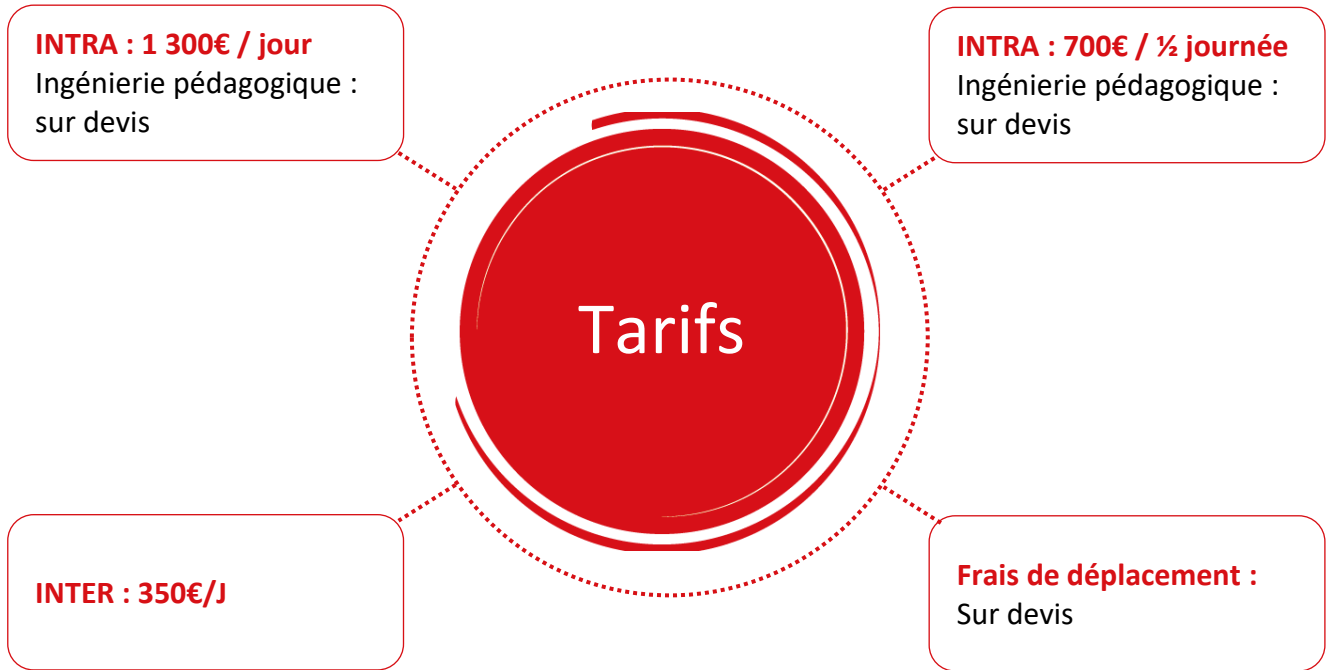 INTRA : 1 300€ / jour
Ingénierie pédagogique :
sur devis
INTRA : 700€ / ½ journée
Ingénierie pédagogique :
sur devis
Tarifs
INTER : 350€/J
Frais de déplacement :
Sur devis